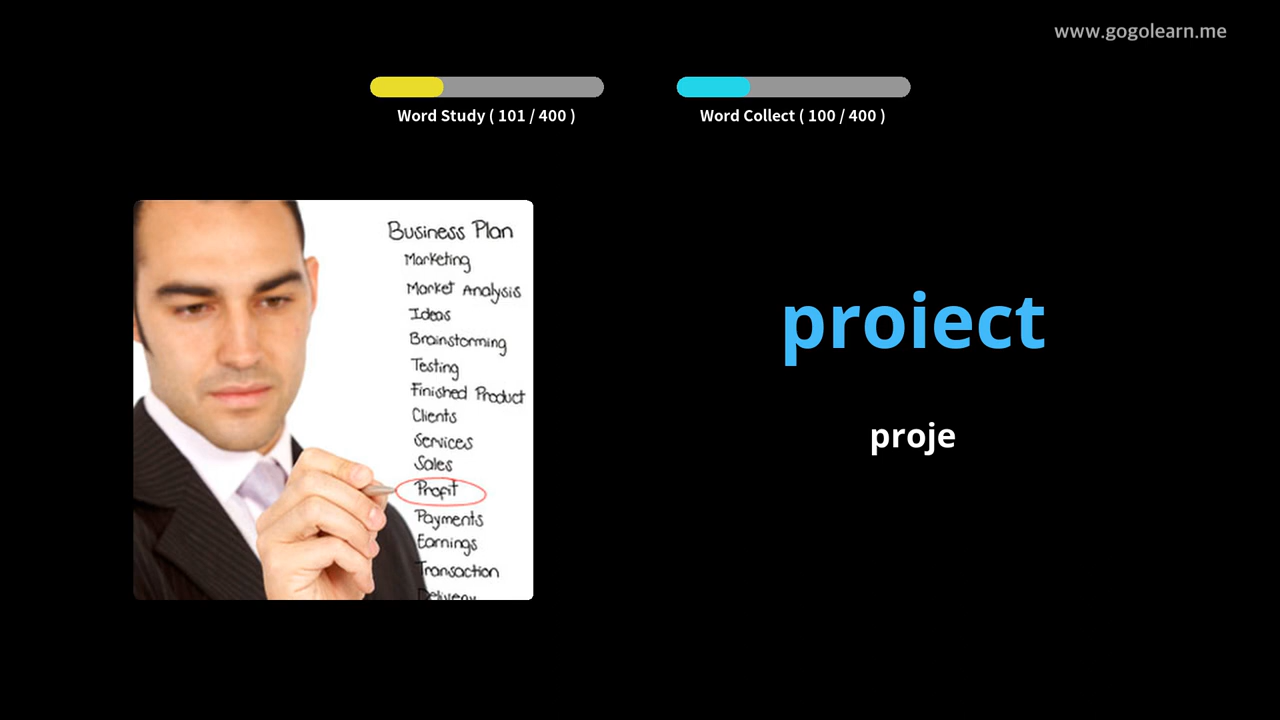 www.gogolearn.me
Word Study ( 101 / 400 )
Word Collect ( 100 / 400 )
Business Plan
Marketing
Market Analysis
Ideas
Brainstorming
Testing
Finished Product
Clients
Services
Sales
Profit
Payments
Earnings
Transaction
Delivery
proiect
proje